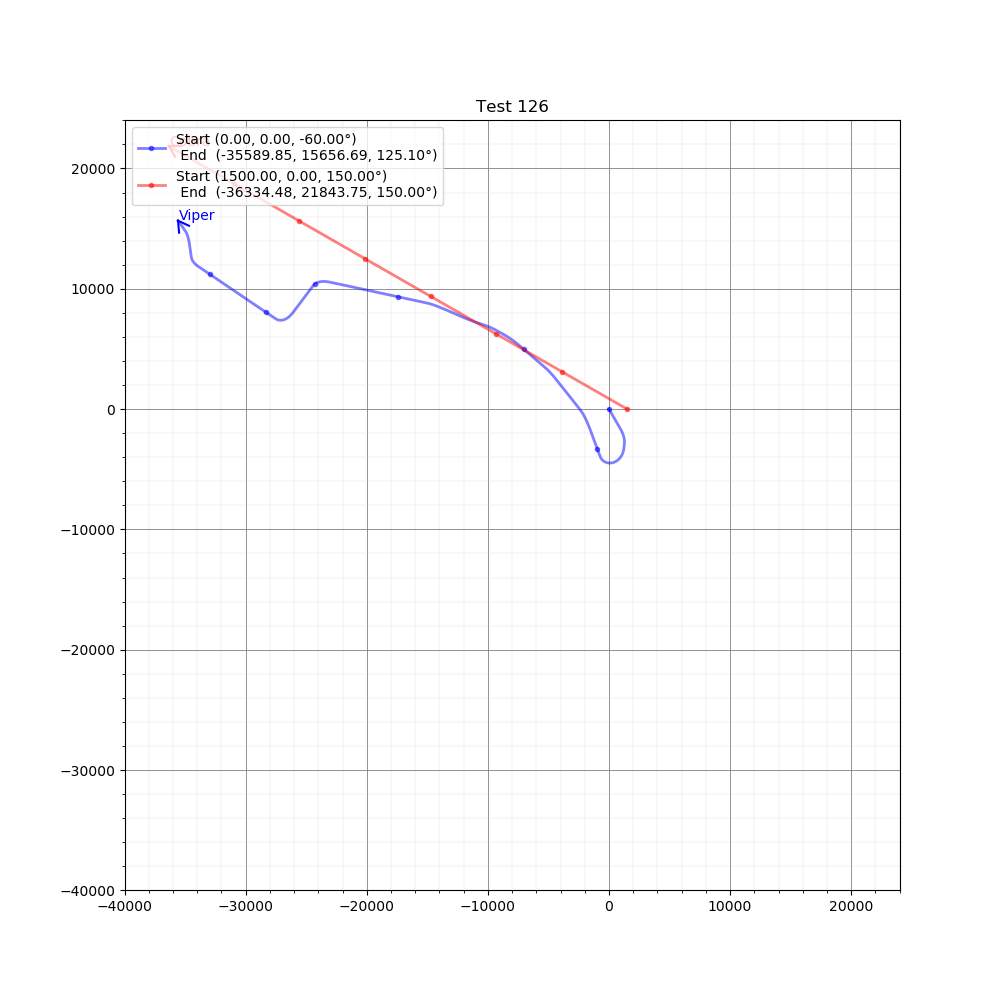 Test 126
Start (0.00, 0.00, -60.00°)
End (-35589.85, 15656.69, 125.10°)
Start (1500.00, 0.00, 150.00°)
End (-36334.48, 21843.75, 150.00°)
Viper
20000
10000
0
−10000
−20000
−30000
−40000
−40000 −30000 −20000 −10000 0 10000 20000